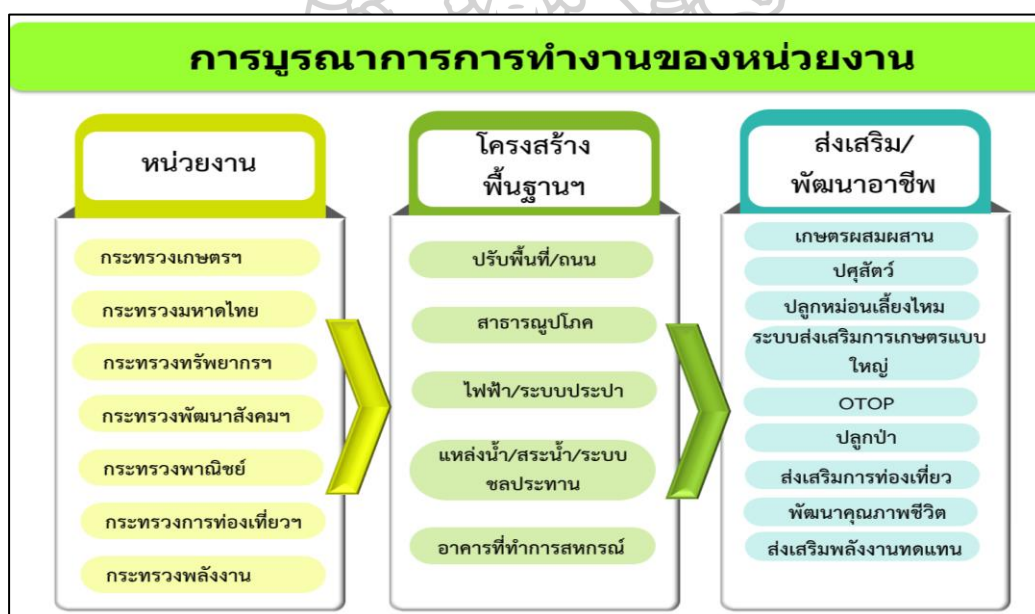 การบูรณาการการทำงานของหน่วยงาน
หน่วยงาน
กระทรวงเกษตรฯ
กระทรวงมหาดไทย
กระทรวงทรัพยากรฯ
กระทรวงพัฒนาสังคมฯ
กระทรวงพาณิชย์
กระทรวงการท่องเที่ยวฯ
กระทรวงพลังงาน
โครงสร้าง
พื้นฐานฯ
ปรับพื้นที่/ถนน
สาธารณูปโภค
ไฟฟ้า/ระบบประปา
แหล่งน้ำ/สระน้ำ/ระบบ
ชลประทาน
อาคารที่ทำการสหกรณ์
ส่งเสริม/
พัฒนาอาชีพ
เกษตรผสมผสาน
ปศุสัตว์
ปลูกหม่อนเลี้ยงไหม
ระบบส่งเสริมการเกษตรแบบ
ใหญ่
OTOP
ปลูกป่า
ส่งเสริมการท่องเที่ยว
พัฒนาคุณภาพชีวิต
ส่งเสริมพลังงานทดแทน